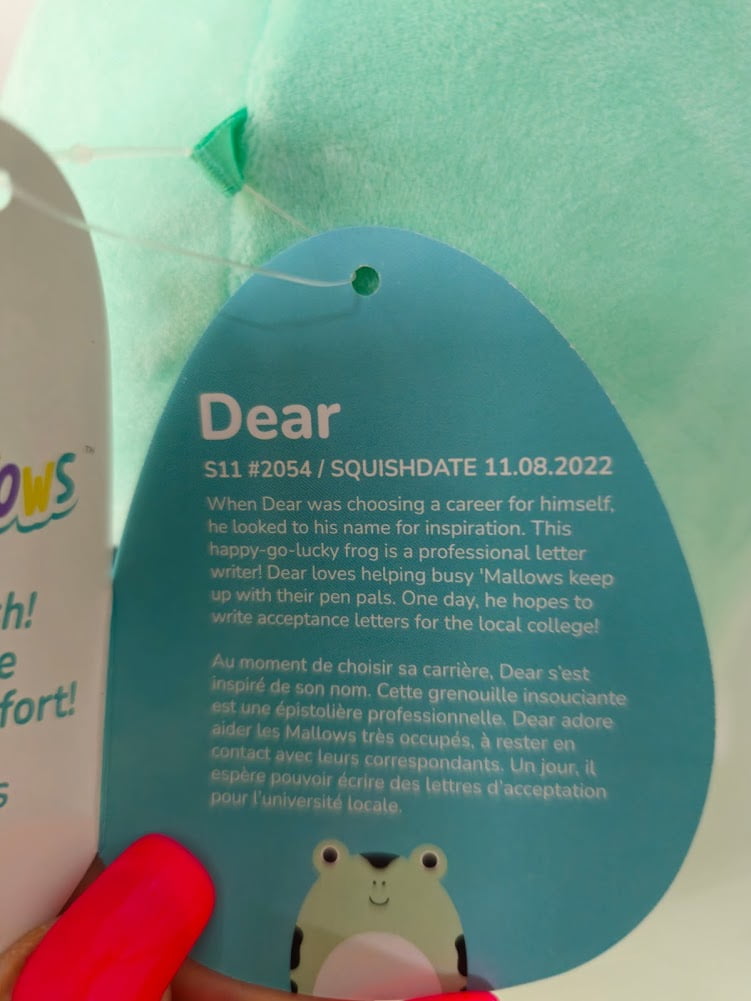 OWS™
h!
e
fort!
s
Dear
S11 #2054 / SQUISHDATE 11.08.2022
When Dear was choosing a career for himself,
he looked to his name for inspiration. This
happy-go-lucky frog is a professional letter
writer! Dear loves helping busy 'Mallows keep
up with their pen pals. One day, he hopes to
write acceptance letters for the local college!
Au moment de choisir sa carrière, Dear s'est
inspiré de son nom. Cette grenouille insouciante
est une épistolière professionnelle. Dear adore
aider les Mallows très occupés, à rester en
contact avec leurs correspondants. Un jour, il
espère pouvoir écrire des lettres d'acceptation
pour l'université locale.